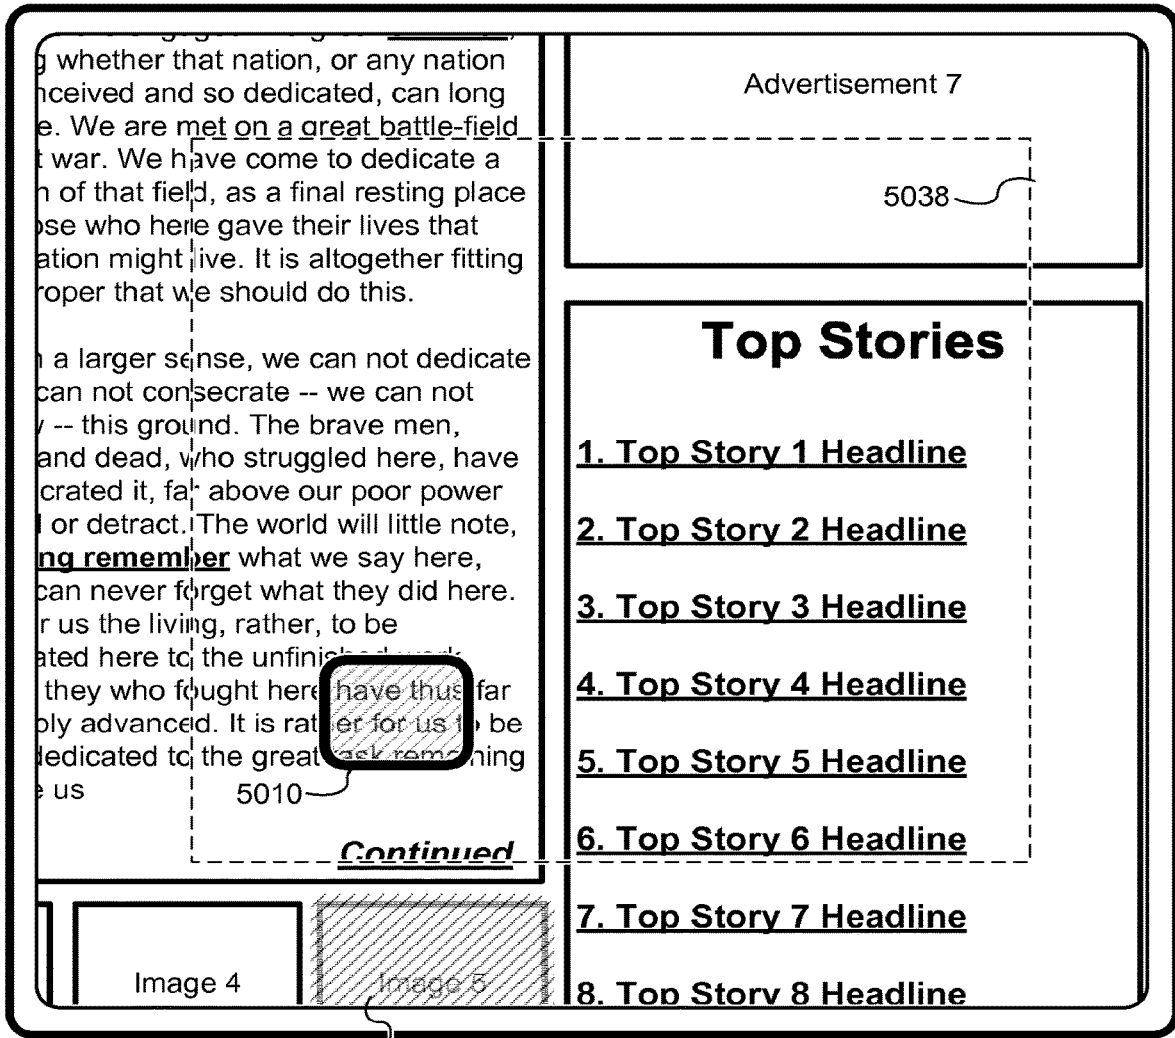 g whether that nation, or any nation
nceived and so dedicated, can long
e. We are met on a great battle-field
t war. We have come to dedicate a
n of that field, as a final resting place
ose who here gave their lives that
ation might live. It is altogether fitting
roper that we should do this.
n a larger sense, we can not dedicate
can not consecrate -- we can not
-- this ground. The brave men,
and dead, who struggled here, have
crated it, far above our poor power
l or detract. The world will little note,
ng remember what we say here,
can never forget what they did here.
r us the living, rather, to be
ated here to the unfinished work
they who fought here have thus far
bly advanced. It is rather for us to be
dedicated to the great task remaining
e us
5010
Continued
Image 4
Image 5
Advertisement 7
5038
Top Stories
1. Top Story 1 Headline
2. Top Story 2 Headline
3. Top Story 3 Headline
4. Top Story 4 Headline
5. Top Story 5 Headline
6. Top Story 6 Headline
7. Top Story 7 Headline
8. Top Story 8 Headline